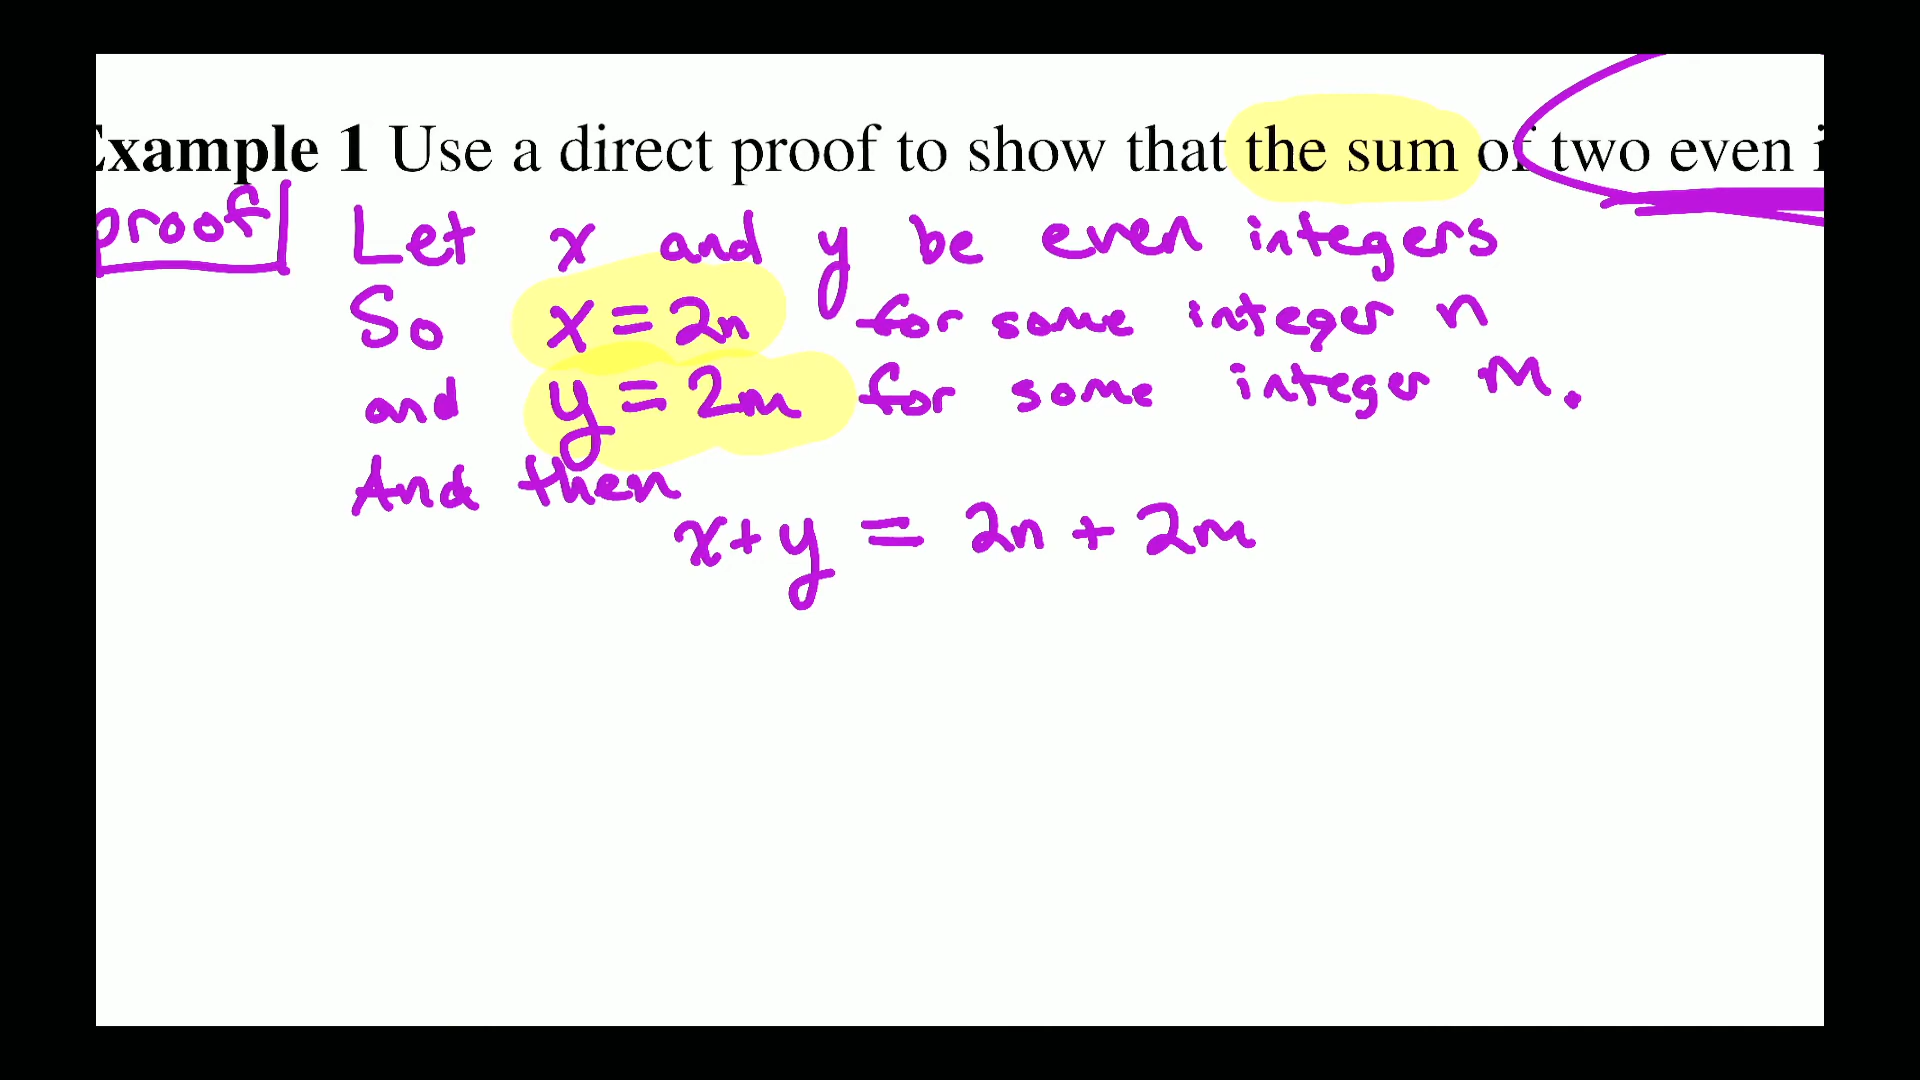 Example 1 Use a direct proof to show that the sum of two even i
proof Let x and y be even integers
So x = 2n for some integer n
and y = 2m for some integer m.
And then
x+y = 2n + 2m